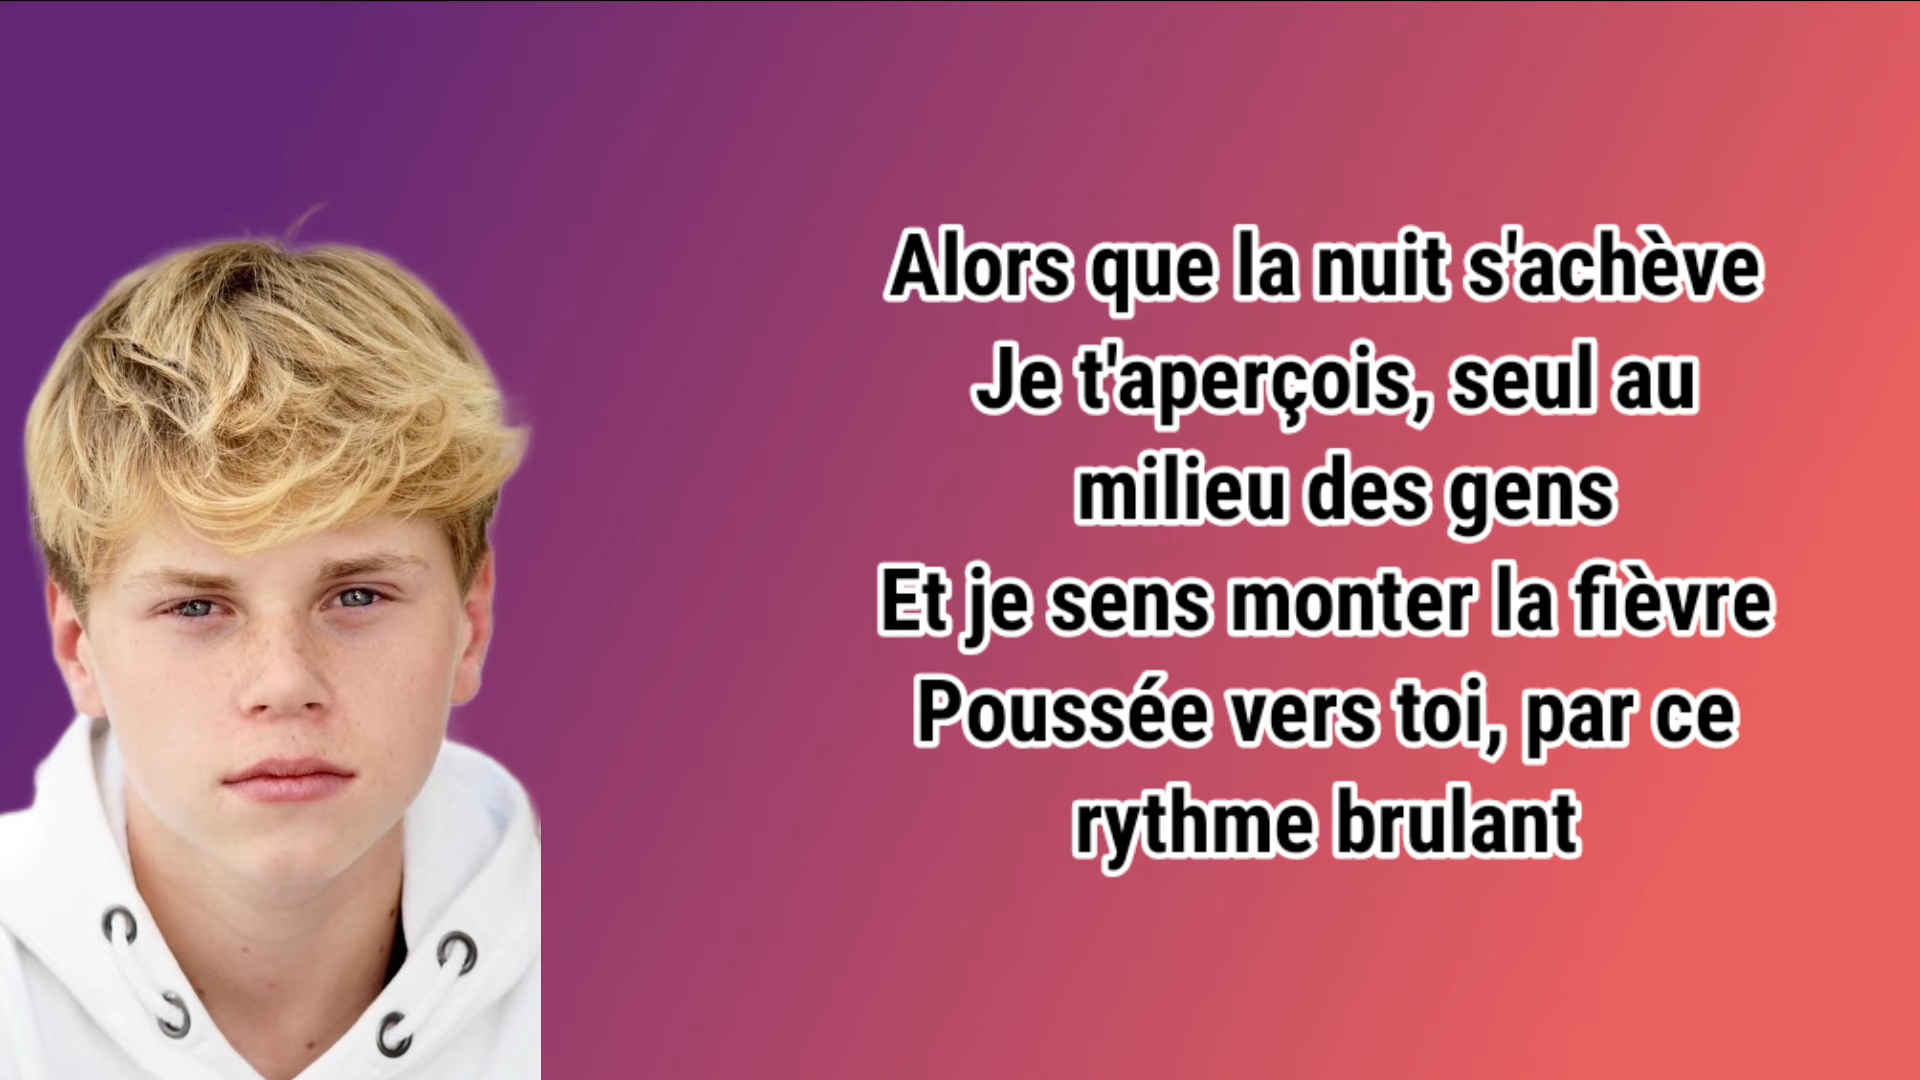 Alors que la nuit s'achève
Je t'aperçois, seul au
milieu des gens
Et je sens monter la fièvre
Poussée vers toi, par ce
rythme brulant